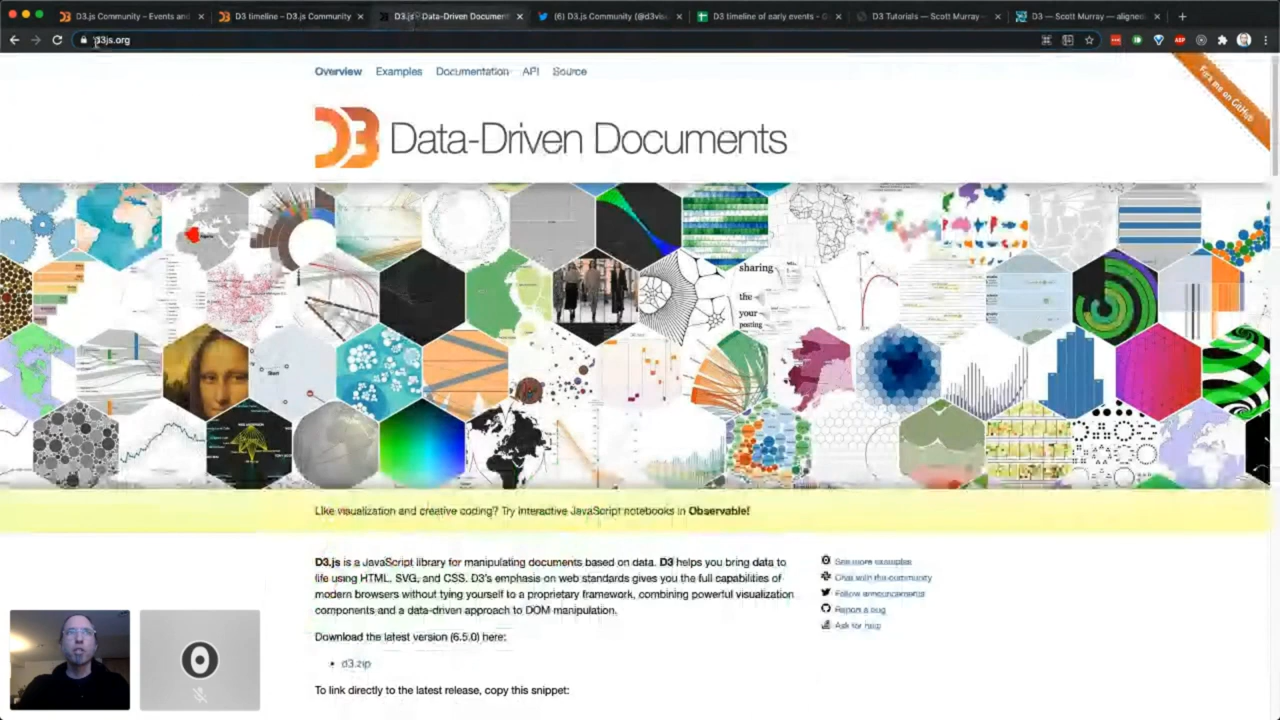 D3.js Community – Events and
D3 timeline – D3.js Community
D3.js - Data-Driven Documen
(6) D3.js Community (@d3vis
D3 timeline of early events - G
D3 Tutorials — Scott Murray —
D3 — Scott Murray — aligned
d3js.org
Overview Examples Documentation API Source
Fork me on GitHub
D3 Data-Driven Documents
sharing
the
your
posting
Like visualization and creative coding? Try interactive JavaScript notebooks in Observable!
D3.js is a JavaScript library for manipulating documents based on data. D3 helps you bring data to
life using HTML, SVG, and CSS. D3's emphasis on web standards gives you the full capabilities of
modern browsers without tying yourself to a proprietary framework, combining powerful visualization
components and a data-driven approach to DOM manipulation.
See more examples
Chat with the community
Follow announcements
Report a bug
Ask for help
Download the latest version (6.5.0) here:
• d3.zip
To link directly to the latest release, copy this snippet: